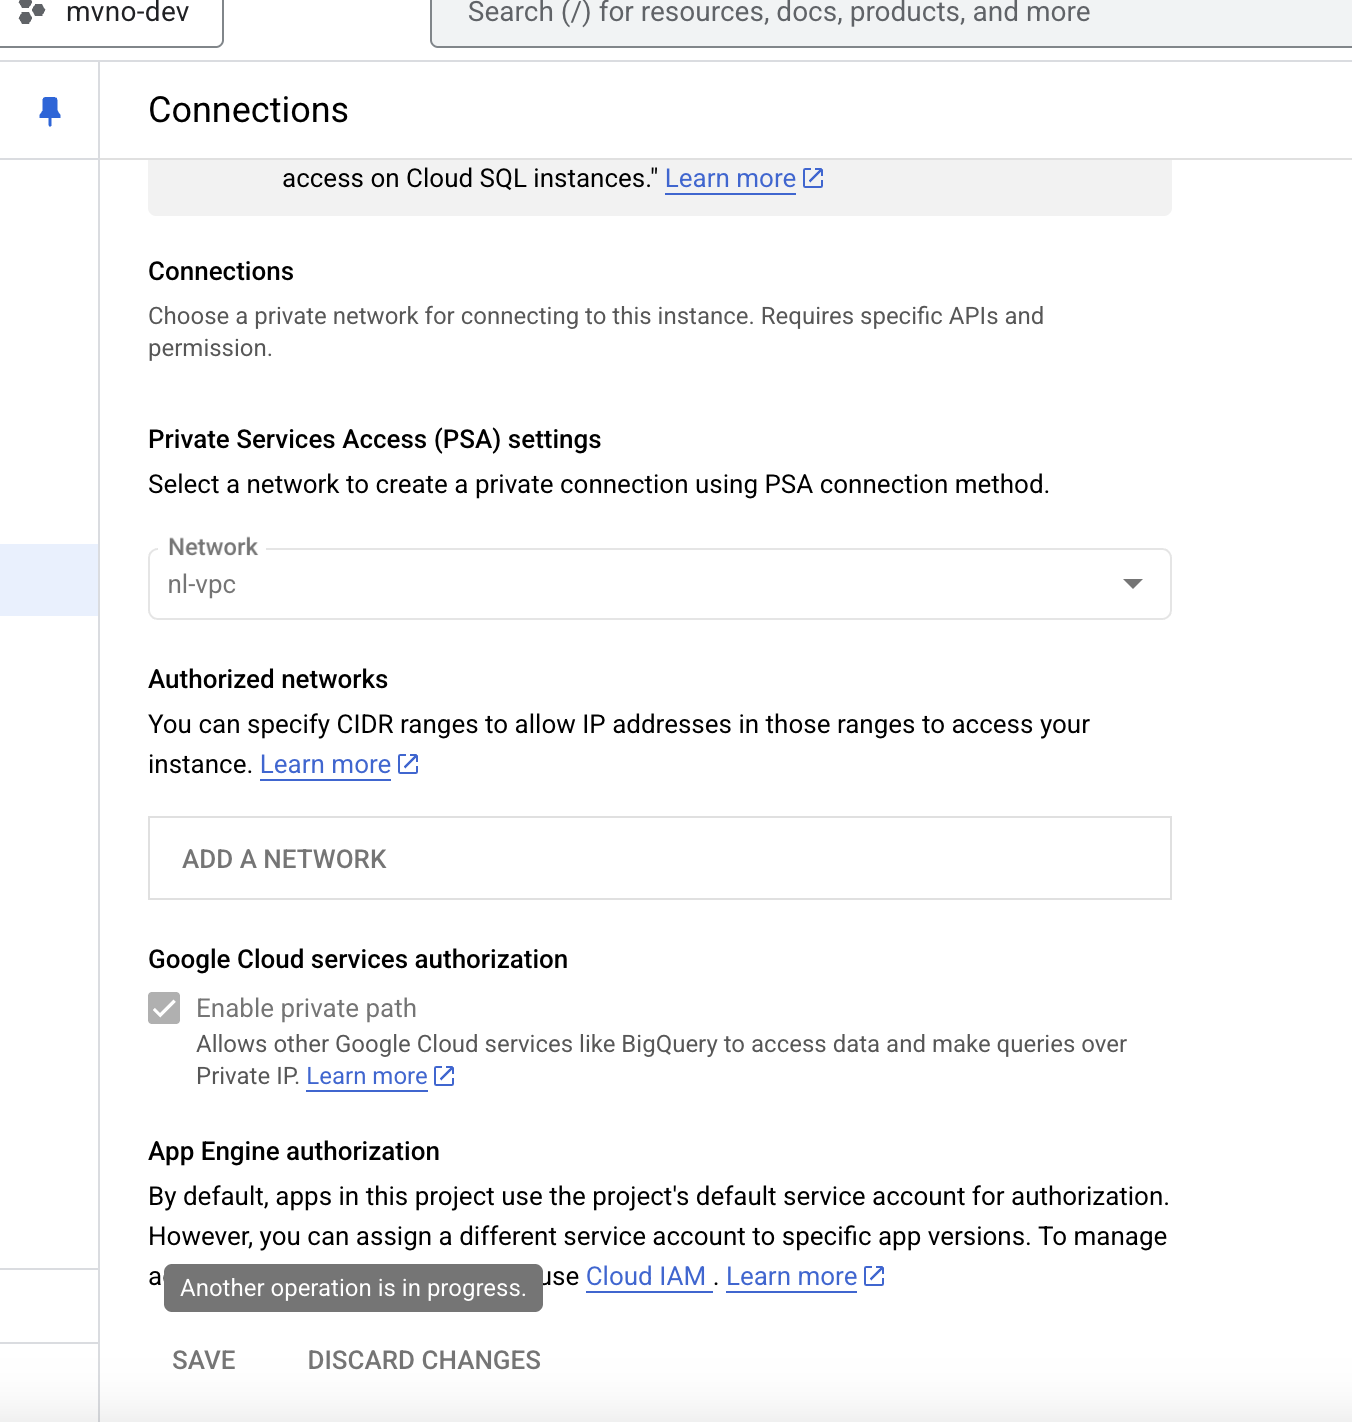 mvno-dev
Search (/) for resources, docs, products, and more
Connections
access on Cloud SQL instances." Learn more
Connections
Choose a private network for connecting to this instance. Requires specific APIs and
permission.
Private Services Access (PSA) settings
Select a network to create a private connection using PSA connection method.
Network
nl-vpc
Authorized networks
You can specify CIDR ranges to allow IP addresses in those ranges to access your
instance. Learn more
ADD A NETWORK
Google Cloud services authorization
Enable private path
Allows other Google Cloud services like BigQuery to access data and make queries over
Private IP. Learn more
App Engine authorization
By default, apps in this project use the project's default service account for authorization.
However, you can assign a different service account to specific app versions. To manage
use Cloud IAM . Learn more
Another operation is in progress.
SAVE
DISCARD CHANGES